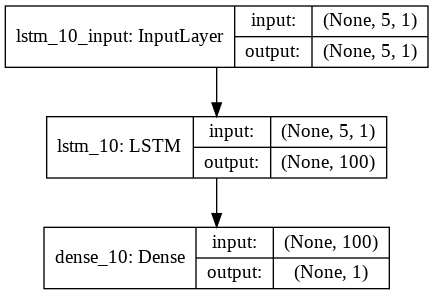 lstm_10_input: InputLayer
input: (None, 5, 1)
output: (None, 5, 1)
lstm_10: LSTM
input: (None, 5, 1)
output: (None, 100)
dense_10: Dense
input: (None, 100)
output: (None, 1)